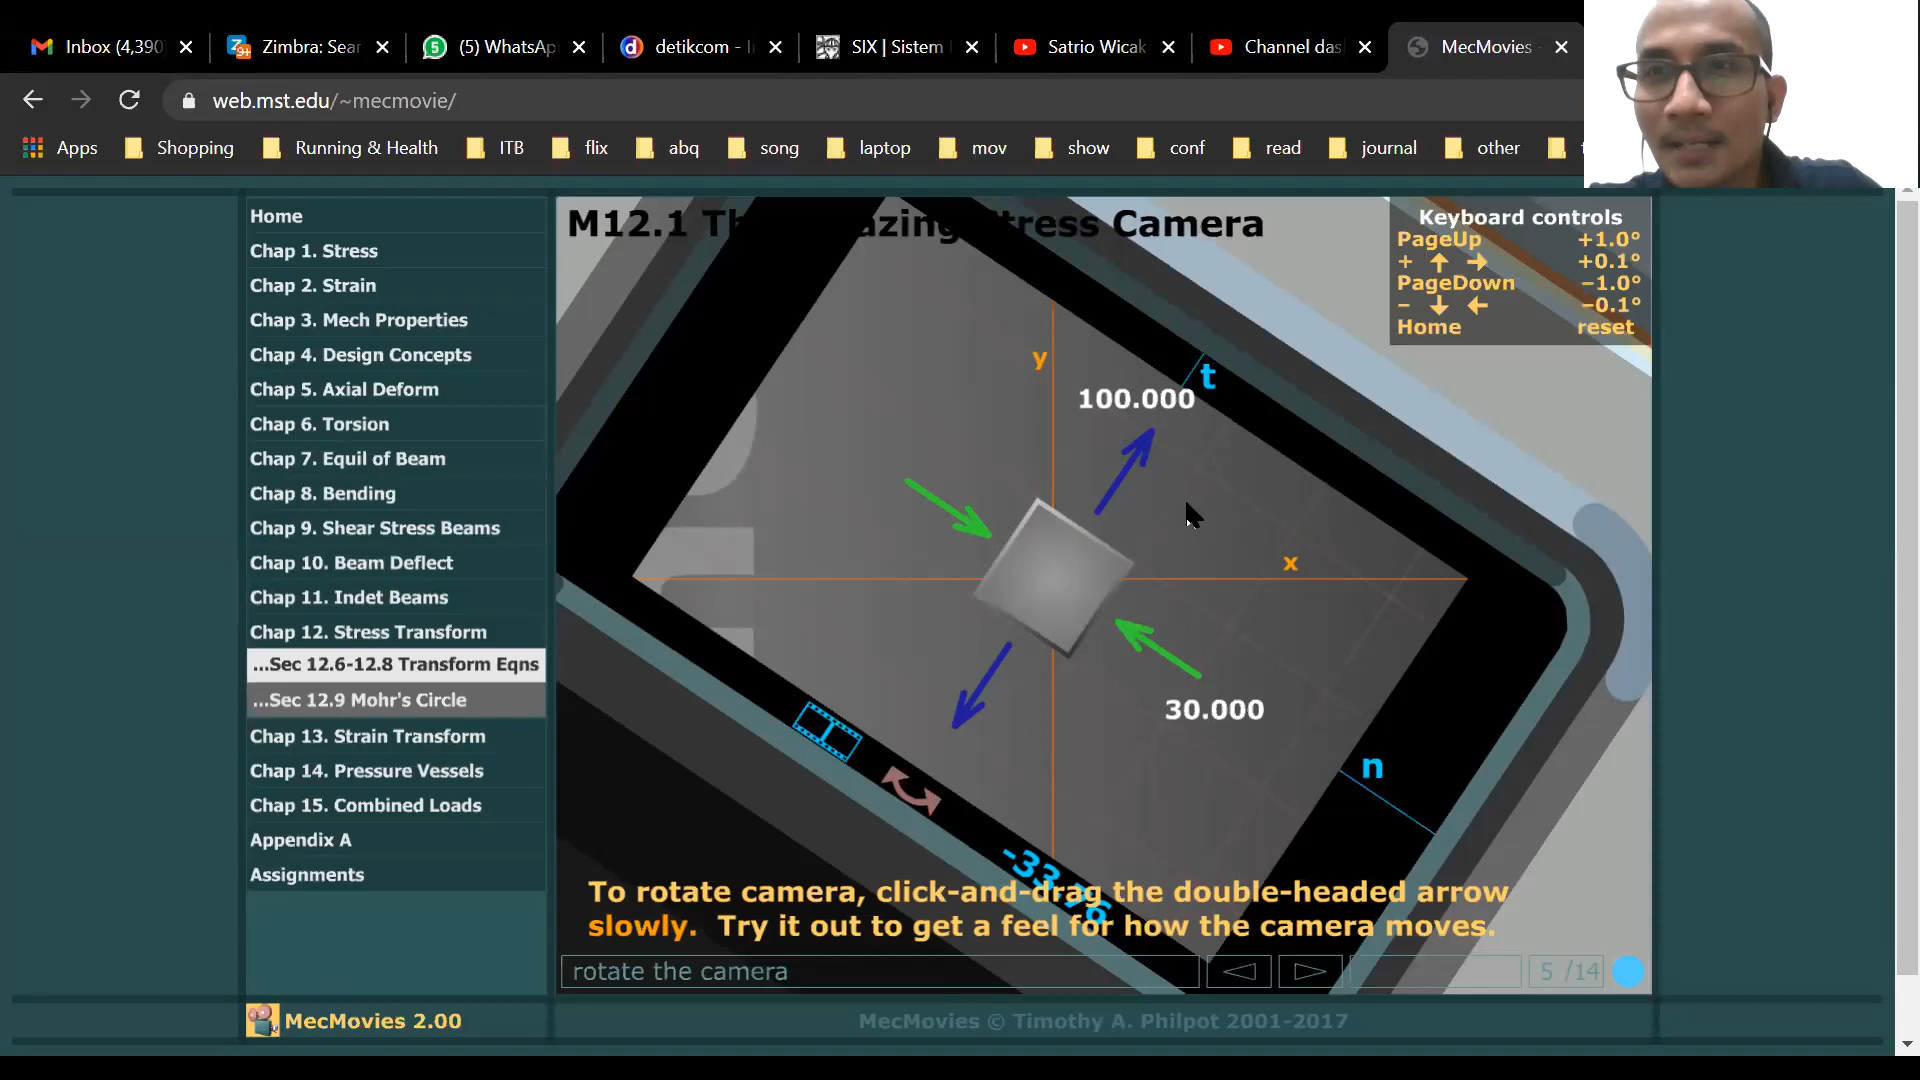 Inbox (4,390
Zimbra: Sear
(5) WhatsAp
detikcom - I
SIX | Sistem
Satrio Wicak
Channel das
MecMovies -
web.mst.edu/~mecmovie/
Apps
Shopping
Running & Health
ITB
flix
abq
song
laptop
mov
show
conf
read
journal
other
Home
Chap 1. Stress
Chap 2. Strain
Chap 3. Mech Properties
Chap 4. Design Concepts
Chap 5. Axial Deform
Chap 6. Torsion
Chap 7. Equil of Beam
Chap 8. Bending
Chap 9. Shear Stress Beams
Chap 10. Beam Deflect
Chap 11. Indet Beams
Chap 12. Stress Transform
...Sec 12.6-12.8 Transform Eqns
...Sec 12.9 Mohr's Circle
Chap 13. Strain Transform
Chap 14. Pressure Vessels
Chap 15. Combined Loads
Appendix A
Assignments
M12.1 The Amazing Stress Camera
Keyboard controls
PageUp +1.0°
+ ↑ → +0.1°
PageDown −1.0°
− ↓ ← −0.1°
Home reset
y
t
100.000
x
30.000
n
-33.76
To rotate camera, click-and-drag the double-headed arrow
slowly. Try it out to get a feel for how the camera moves.
rotate the camera
5 /14
MecMovies 2.00
MecMovies © Timothy A. Philpot 2001-2017